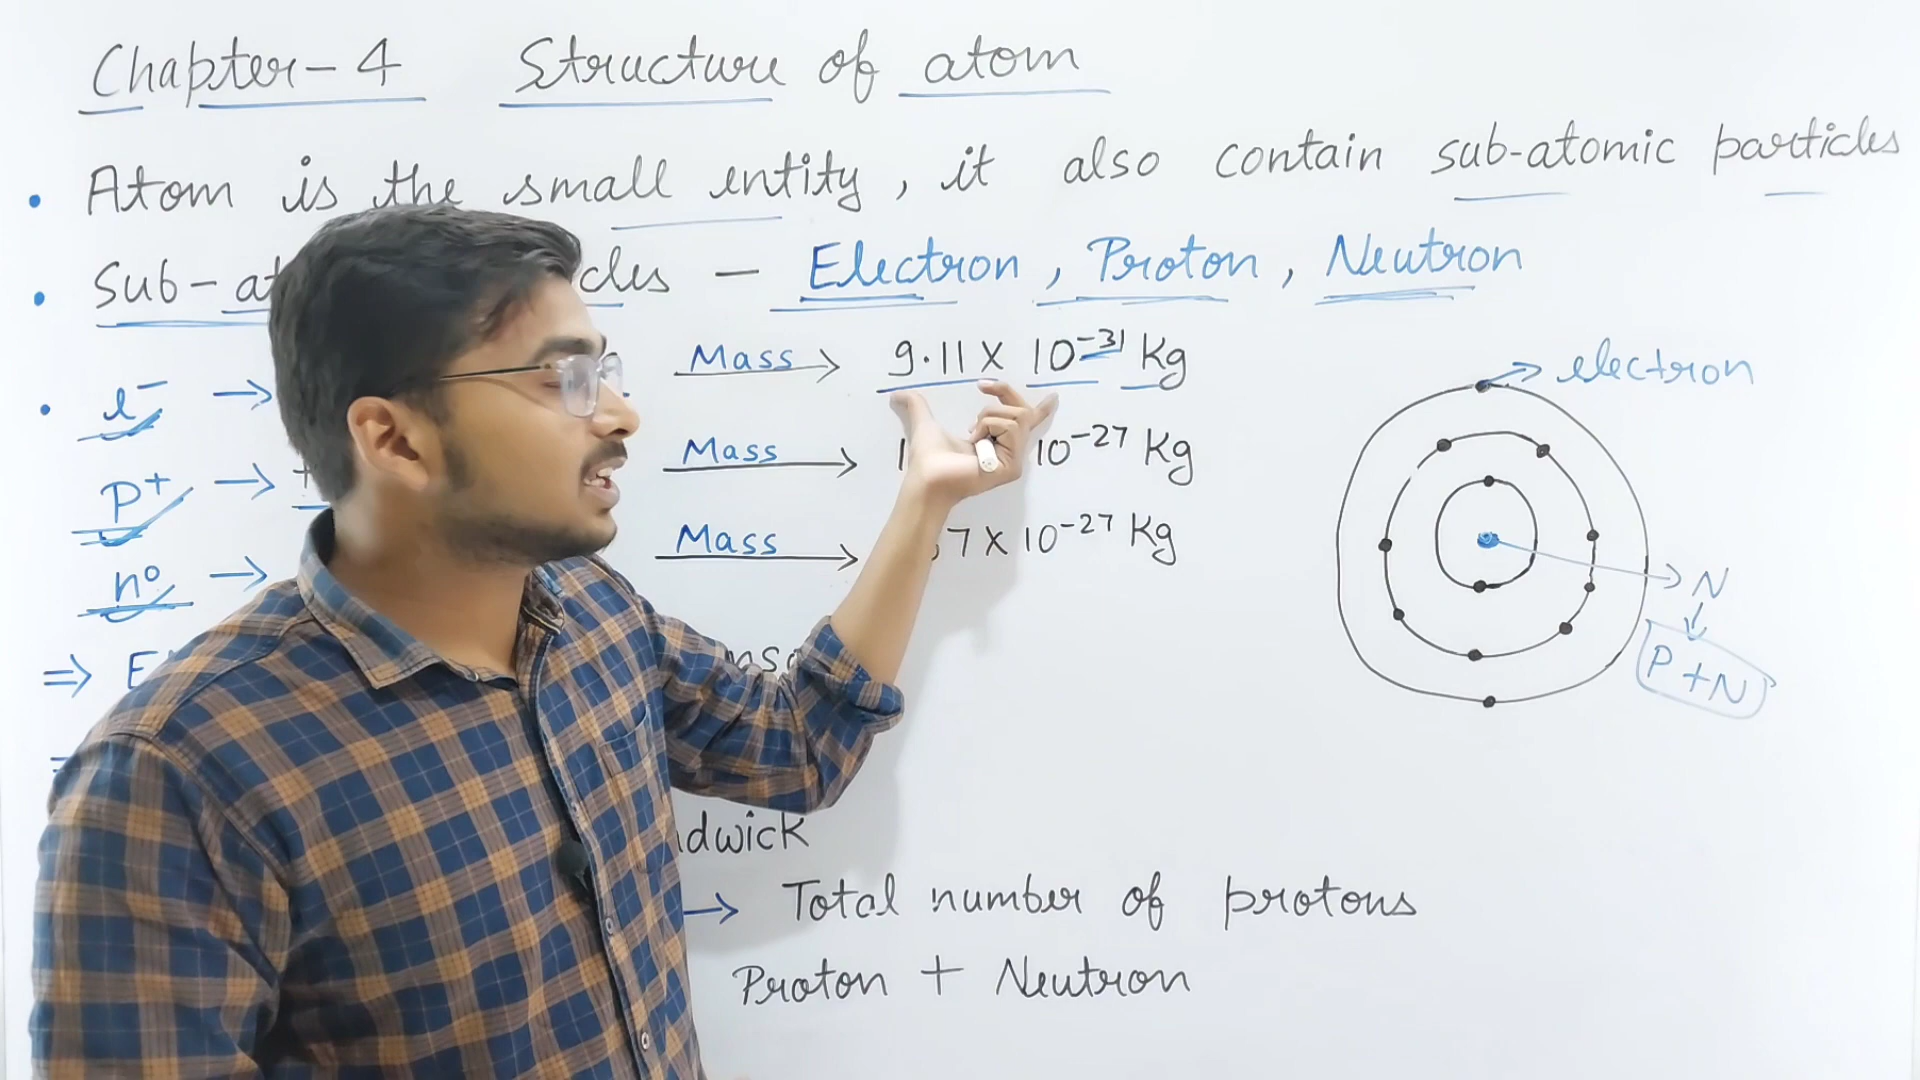 Chapter-4 Structure of atom
• Atom is the small entity, it also contain sub-atomic particles
• Sub- — Electron, Proton, Neutron
• e⁻ → Mass → 9.11 X 10⁻³¹ Kg
P⁺ → + Mass → 10⁻²⁷ Kg
n⁰ → Mass → 7 X 10⁻²⁷ Kg
⇒
dwick
→ Total number of protons
Proton + Neutron
electron
N
P+N